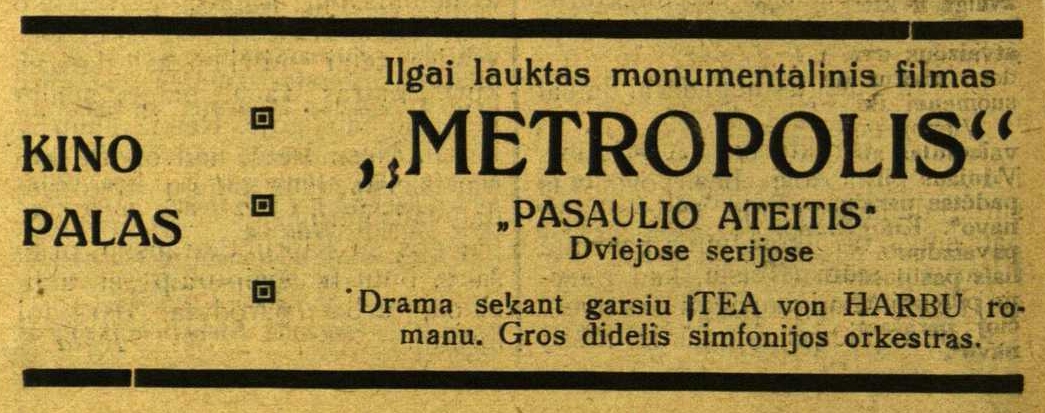 KINO
PALAS
Ilgai lauktas monumentalinis filmas
„METROPOLIS“
„PASAULIO ATEITIS“
Dviejose serijose
Drama sekant garsiu TEA von HARBU ro-
manu. Gros didelis simfonijos orkestras.